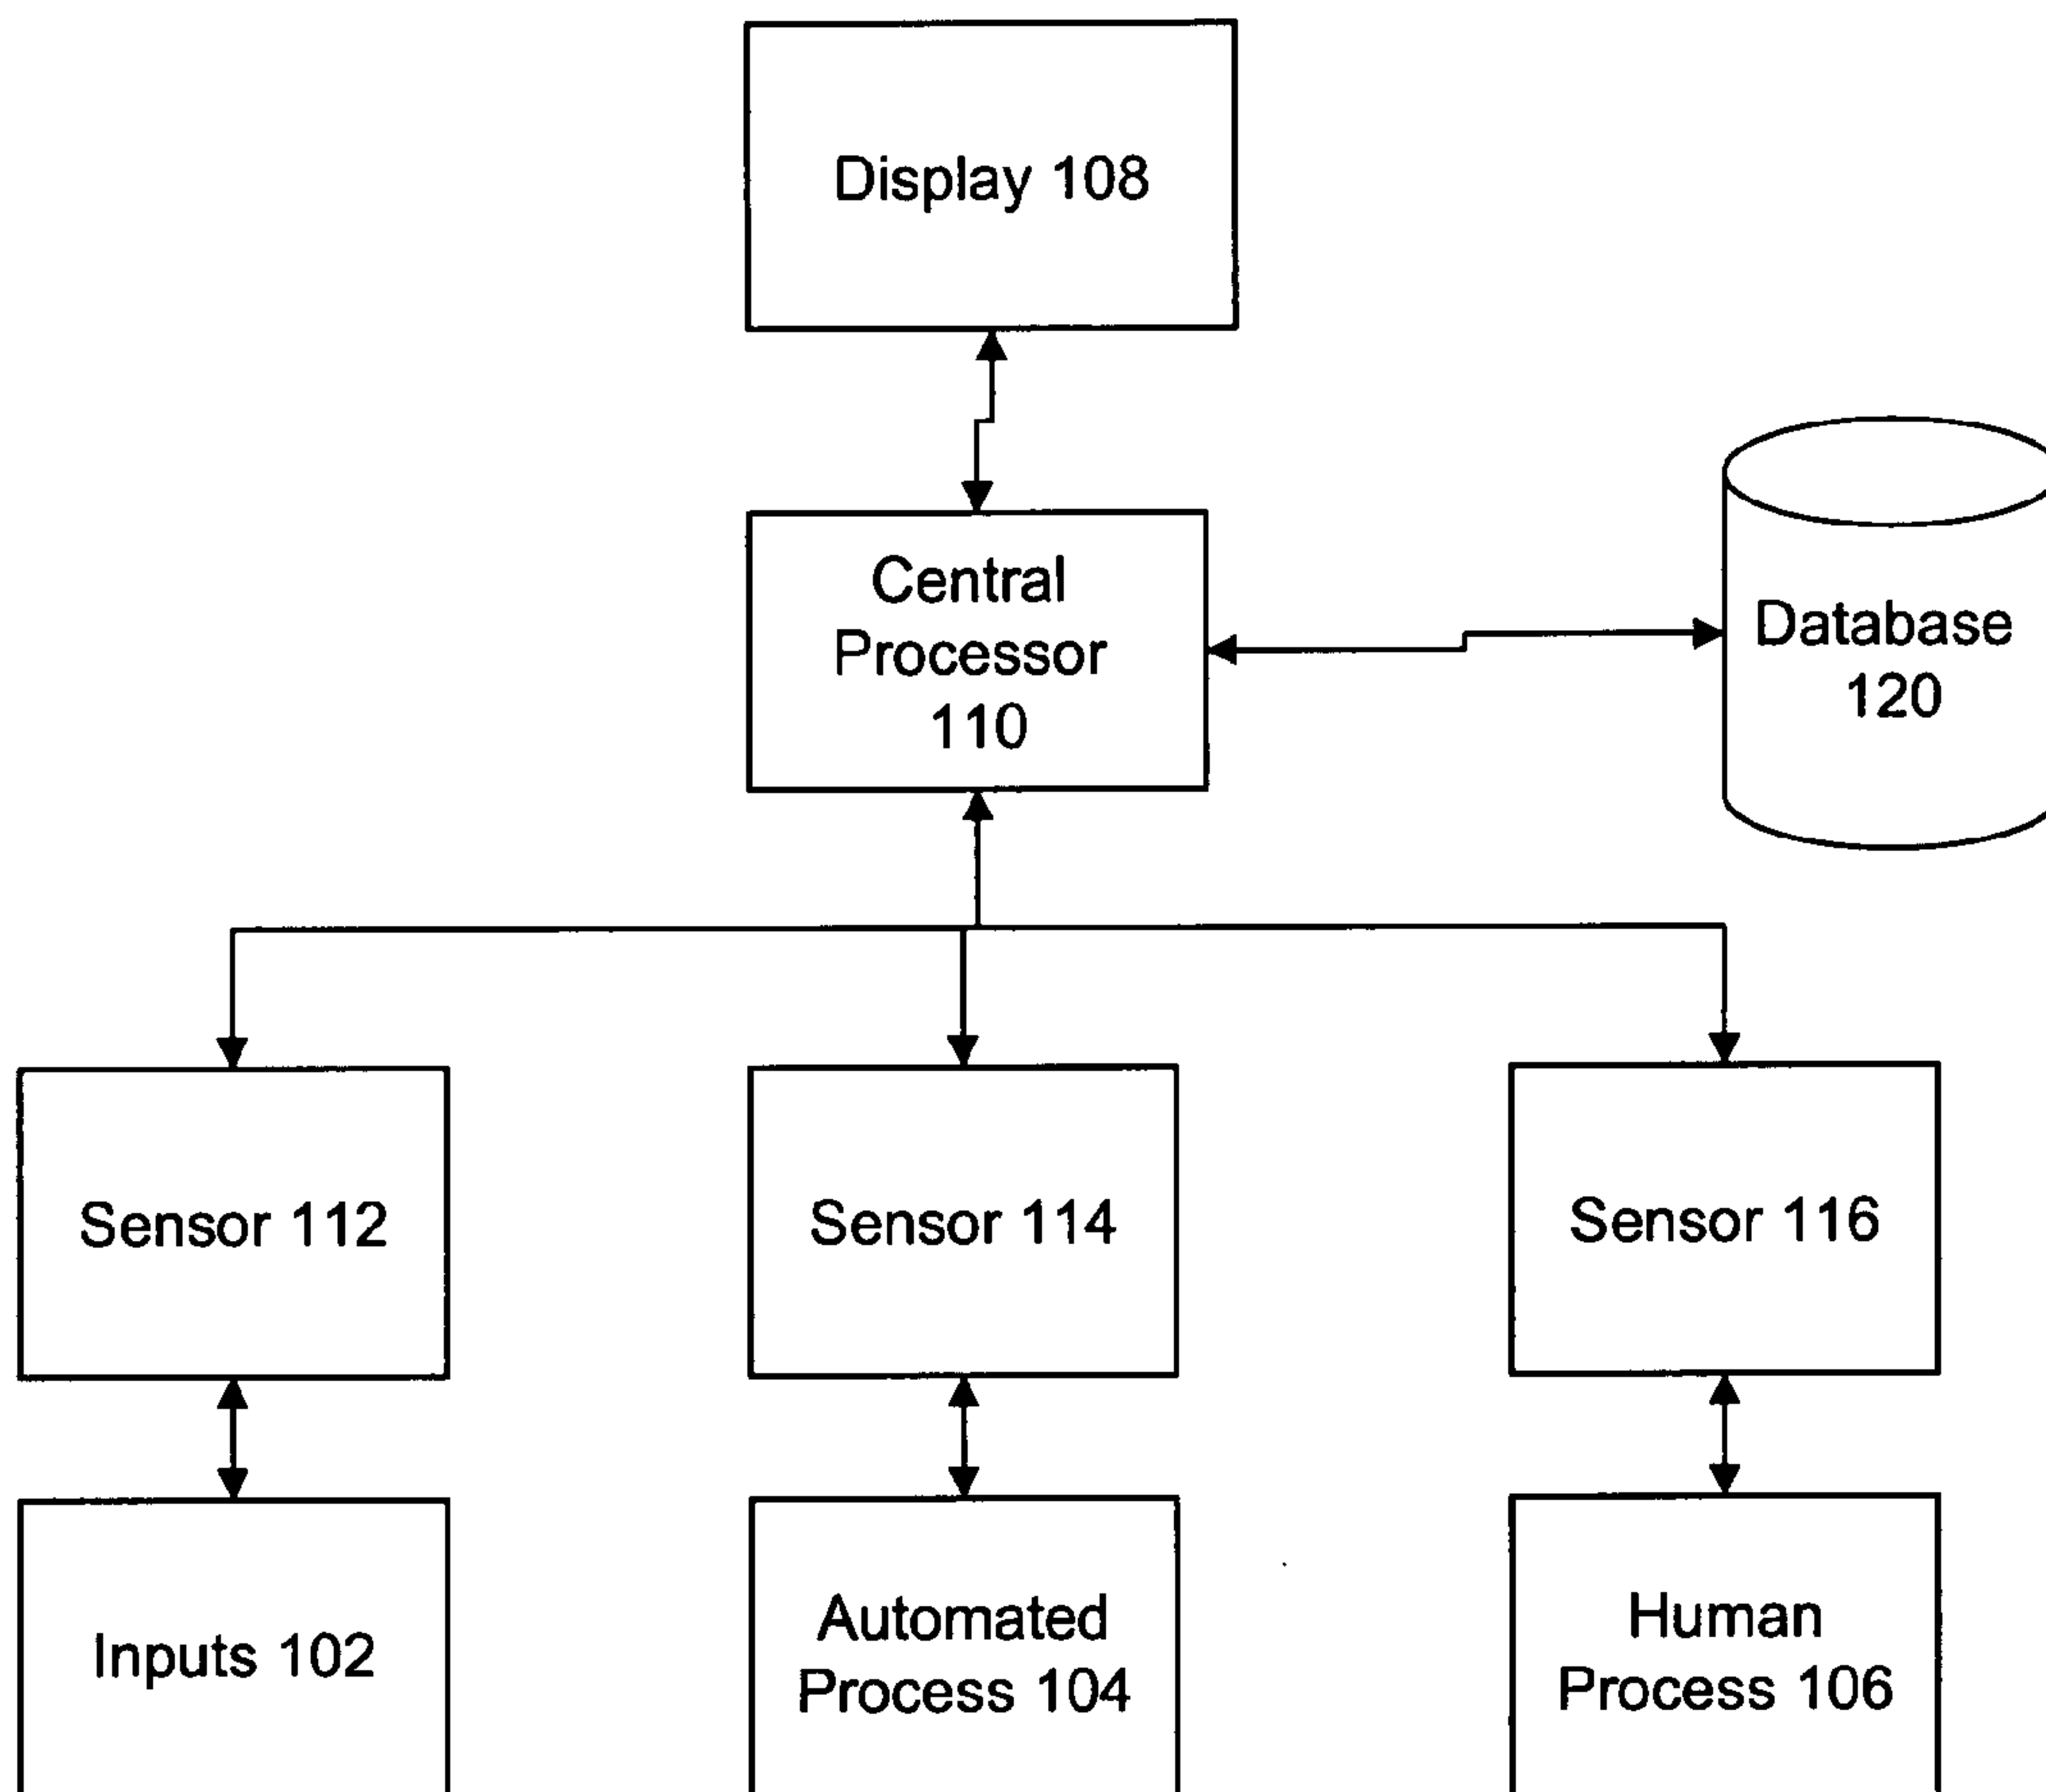 Display 108
Central
Processor
110
Database
120
Sensor 112
Sensor 114
Sensor 116
Inputs 102
Automated
Process 104
Human
Process 106